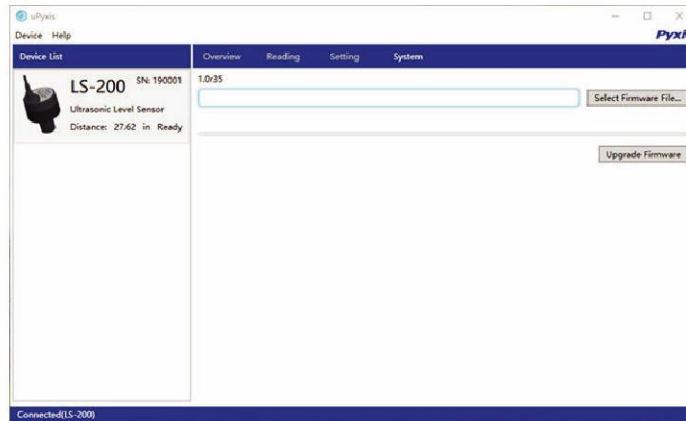 uPyxis
Device Help
Device List
LS-200 SN: 190001
Ultrasonic Level Sensor
Distance: 27.62 in Ready
Overview Reading Setting System
1.0r35
Select Firmware File...
Upgrade Firmware
Connected(LS-200)